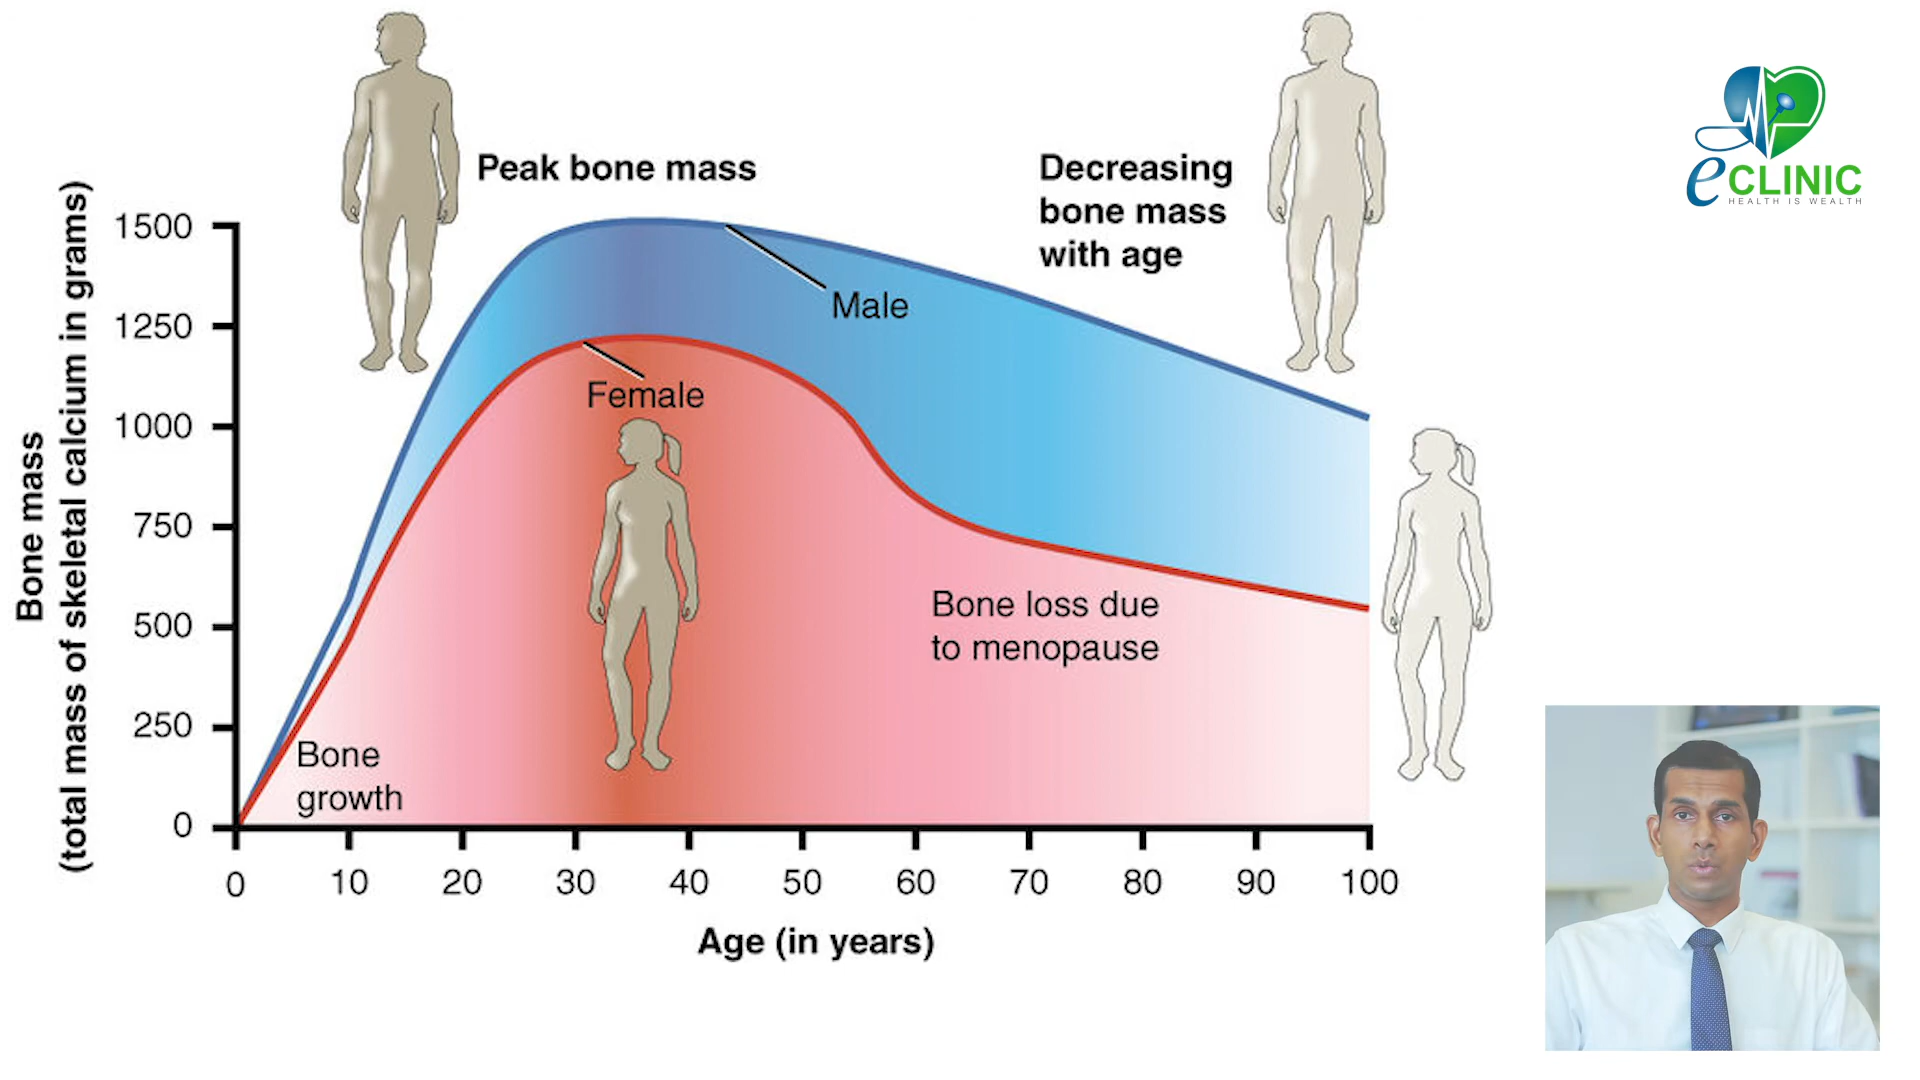 Peak bone mass
Decreasing
bone mass
with age
eCLINIC
HEALTH IS WEALTH
Bone mass
(total mass of skeletal calcium in grams)
1500
1250
1000
750
500
250
0
Male
Female
Bone loss due
to menopause
Bone
growth
0 10 20 30 40 50 60 70 80 90 100
Age (in years)